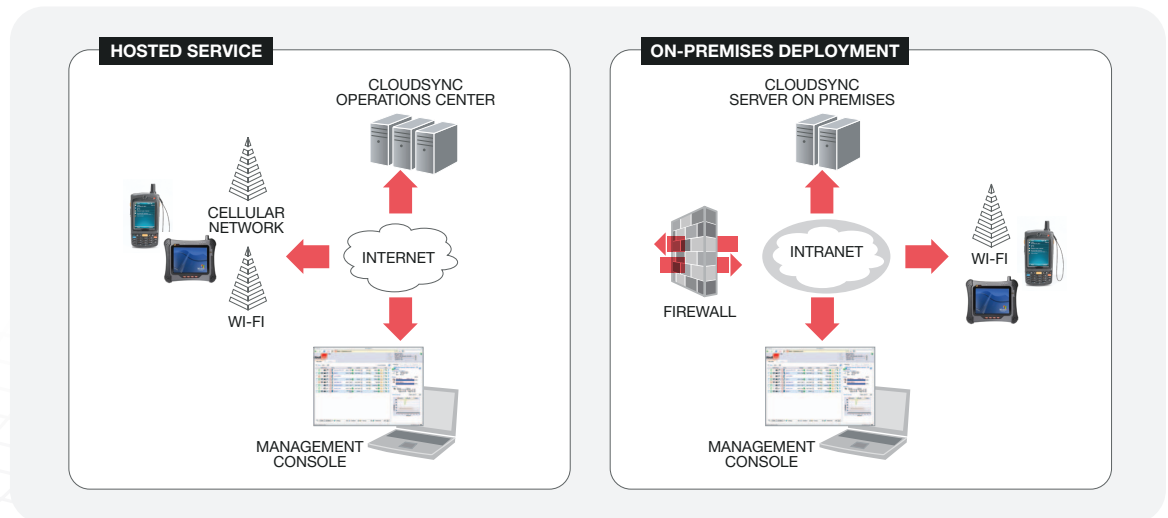 HOSTED SERVICE
CLOUDSYNC
OPERATIONS CENTER
CELLULAR
NETWORK
INTERNET
WI-FI
MANAGEMENT
CONSOLE
ON-PREMISES DEPLOYMENT
CLOUDSYNC
SERVER ON PREMISES
INTRANET
WI-FI
FIREWALL
MANAGEMENT
CONSOLE